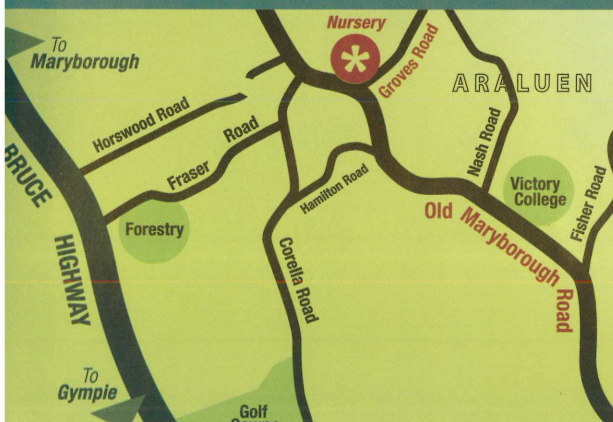 Nursery
To
Maryborough
Groves Road
ARALUEN
Horswood Road
Fraser Road
Nash Road
Hamilton Road
Victory
College
Fisher Road
BRUCE HIGHWAY
Forestry
Old Maryborough Road
Corella Road
To
Gympie
Golf